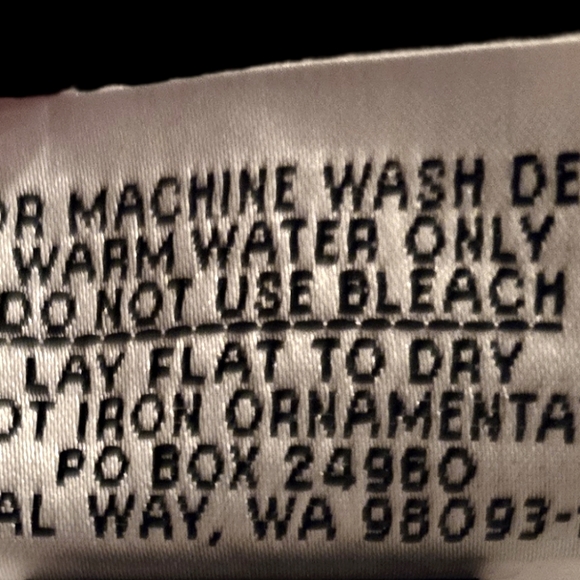 OR MACHINE WASH DE
WARM WATER ONLY
DO NOT USE BLEACH
LAY FLAT TO DRY
OT IRON ORNAMENTA
PO BOX 24960
AL WAY, WA 98093-